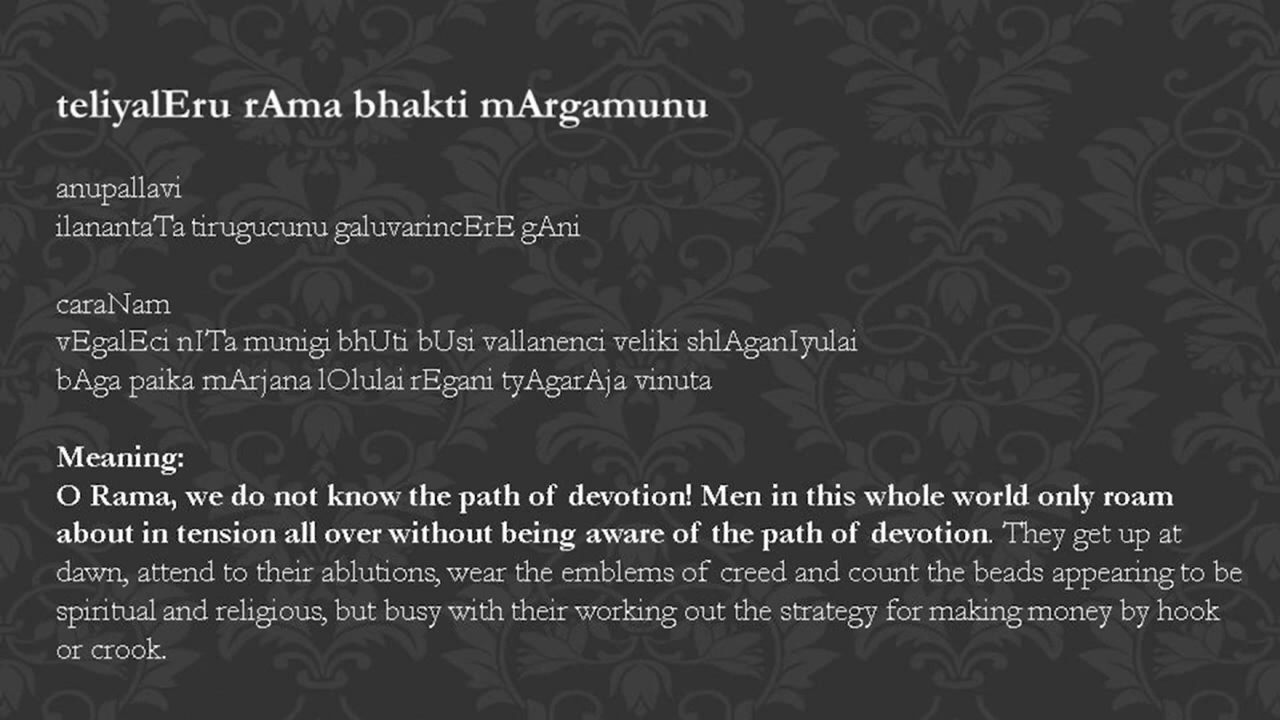 teliyalEru rAma bhakti mArgamunu
anupallavi
ilanantaTa tirugucunu galuvarincErE gAni
caraNam
vEgalEci nITa munigi bhUti bUsi vallanenci veliki shlAganIyulai
bAga paika mArjana lOlulai rEgani tyAgarAja vinuta
Meaning:
O Rama, we do not know the path of devotion! Men in this whole world only roam
about in tension all over without being aware of the path of devotion. They get up at
dawn, attend to their ablutions, wear the emblems of creed and count the beads appearing to be
spiritual and religious, but busy with their working out the strategy for making money by hook
or crook.